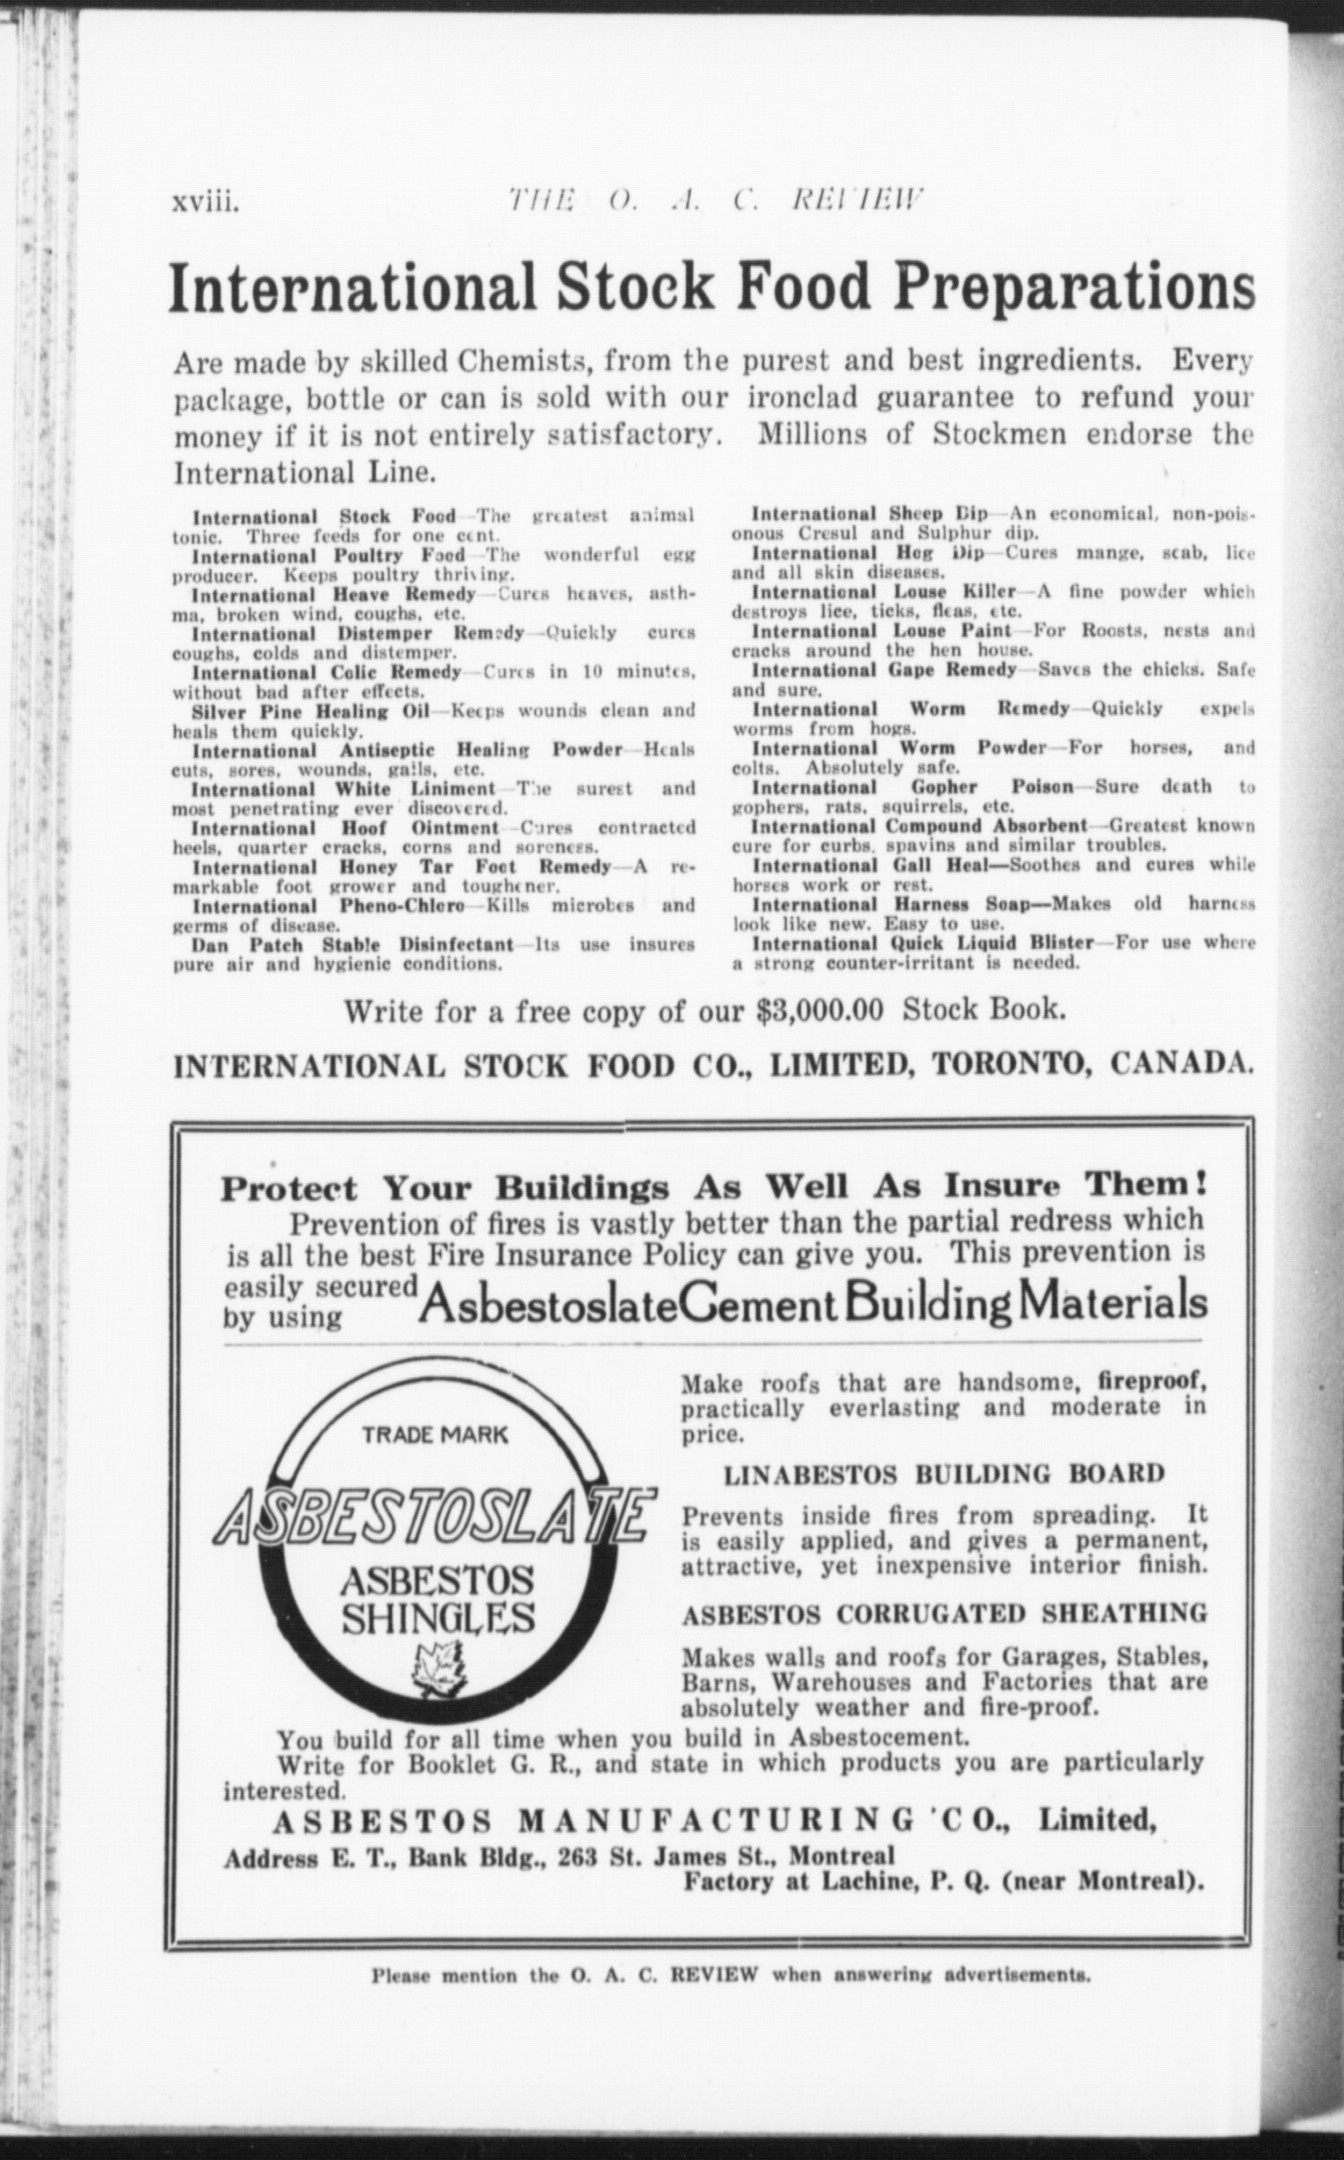 xviii. THE O. A. C. REVIEW
International Stock Food Preparations
Are made by skilled Chemists, from the purest and best ingredients. Every
package, bottle or can is sold with our ironclad guarantee to refund your
money if it is not entirely satisfactory. Millions of Stockmen endorse the
International Line.
International Stock Food—The greatest animal
tonic. Three feeds for one cent.
International Poultry Food—The wonderful egg
producer. Keeps poultry thriving.
International Heave Remedy—Cures heaves, asth-
ma, broken wind, coughs, etc.
International Distemper Remedy—Quickly cures
coughs, colds and distemper.
International Colic Remedy—Cures in 10 minutes,
without bad after effects.
Silver Pine Healing Oil—Keeps wounds clean and
heals them quickly.
International Antiseptic Healing Powder—Heals
cuts, sores, wounds, galls, etc.
International White Liniment—The surest and
most penetrating ever discovered.
International Hoof Ointment—Cures contracted
heels, quarter cracks, corns and soreness.
International Honey Tar Foot Remedy—A re-
markable foot grower and toughener.
International Pheno-Chloro—Kills microbes and
germs of disease.
Dan Patch Stable Disinfectant—Its use insures
pure air and hygienic conditions.
International Sheep Dip—An economical, non-pois-
onous Cresul and Sulphur dip.
International Hog Dip—Cures mange, scab, lice
and all skin diseases.
International Louse Killer—A fine powder which
destroys lice, ticks, fleas, etc.
International Louse Paint—For Roosts, nests and
cracks around the hen house.
International Gape Remedy—Saves the chicks. Safe
and sure.
International Worm Remedy—Quickly expels
worms from hogs.
International Worm Powder—For horses, and
colts. Absolutely safe.
International Gopher Poison—Sure death to
gophers, rats, squirrels, etc.
International Compound Absorbent—Greatest known
cure for curbs, spavins and similar troubles.
International Gall Heal—Soothes and cures while
horses work or rest.
International Harness Soap—Makes old harness
look like new. Easy to use.
International Quick Liquid Blister—For use where
a strong counter-irritant is needed.
Write for a free copy of our $3,000.00 Stock Book.
INTERNATIONAL STOCK FOOD CO., LIMITED, TORONTO, CANADA.
Protect Your Buildings As Well As Insure Them!
Prevention of fires is vastly better than the partial redress which
is all the best Fire Insurance Policy can give you. This prevention is
easily secured
by using AsbestoslateCement Building Materials
TRADE MARK
ASBESTOSLATE
ASBESTOS
SHINGLES
Make roofs that are handsome, fireproof,
practically everlasting and moderate in
price.
LINABESTOS BUILDING BOARD
Prevents inside fires from spreading. It
is easily applied, and gives a permanent,
attractive, yet inexpensive interior finish.
ASBESTOS CORRUGATED SHEATHING
Makes walls and roofs for Garages, Stables,
Barns, Warehouses and Factories that are
absolutely weather and fire-proof.
You build for all time when you build in Asbestocement.
Write for Booklet G. R., and state in which products you are particularly
interested.
ASBESTOS MANUFACTURING CO., Limited,
Address E. T., Bank Bldg., 263 St. James St., Montreal
Factory at Lachine, P. Q. (near Montreal).
Please mention the O. A. C. REVIEW when answering advertisements.